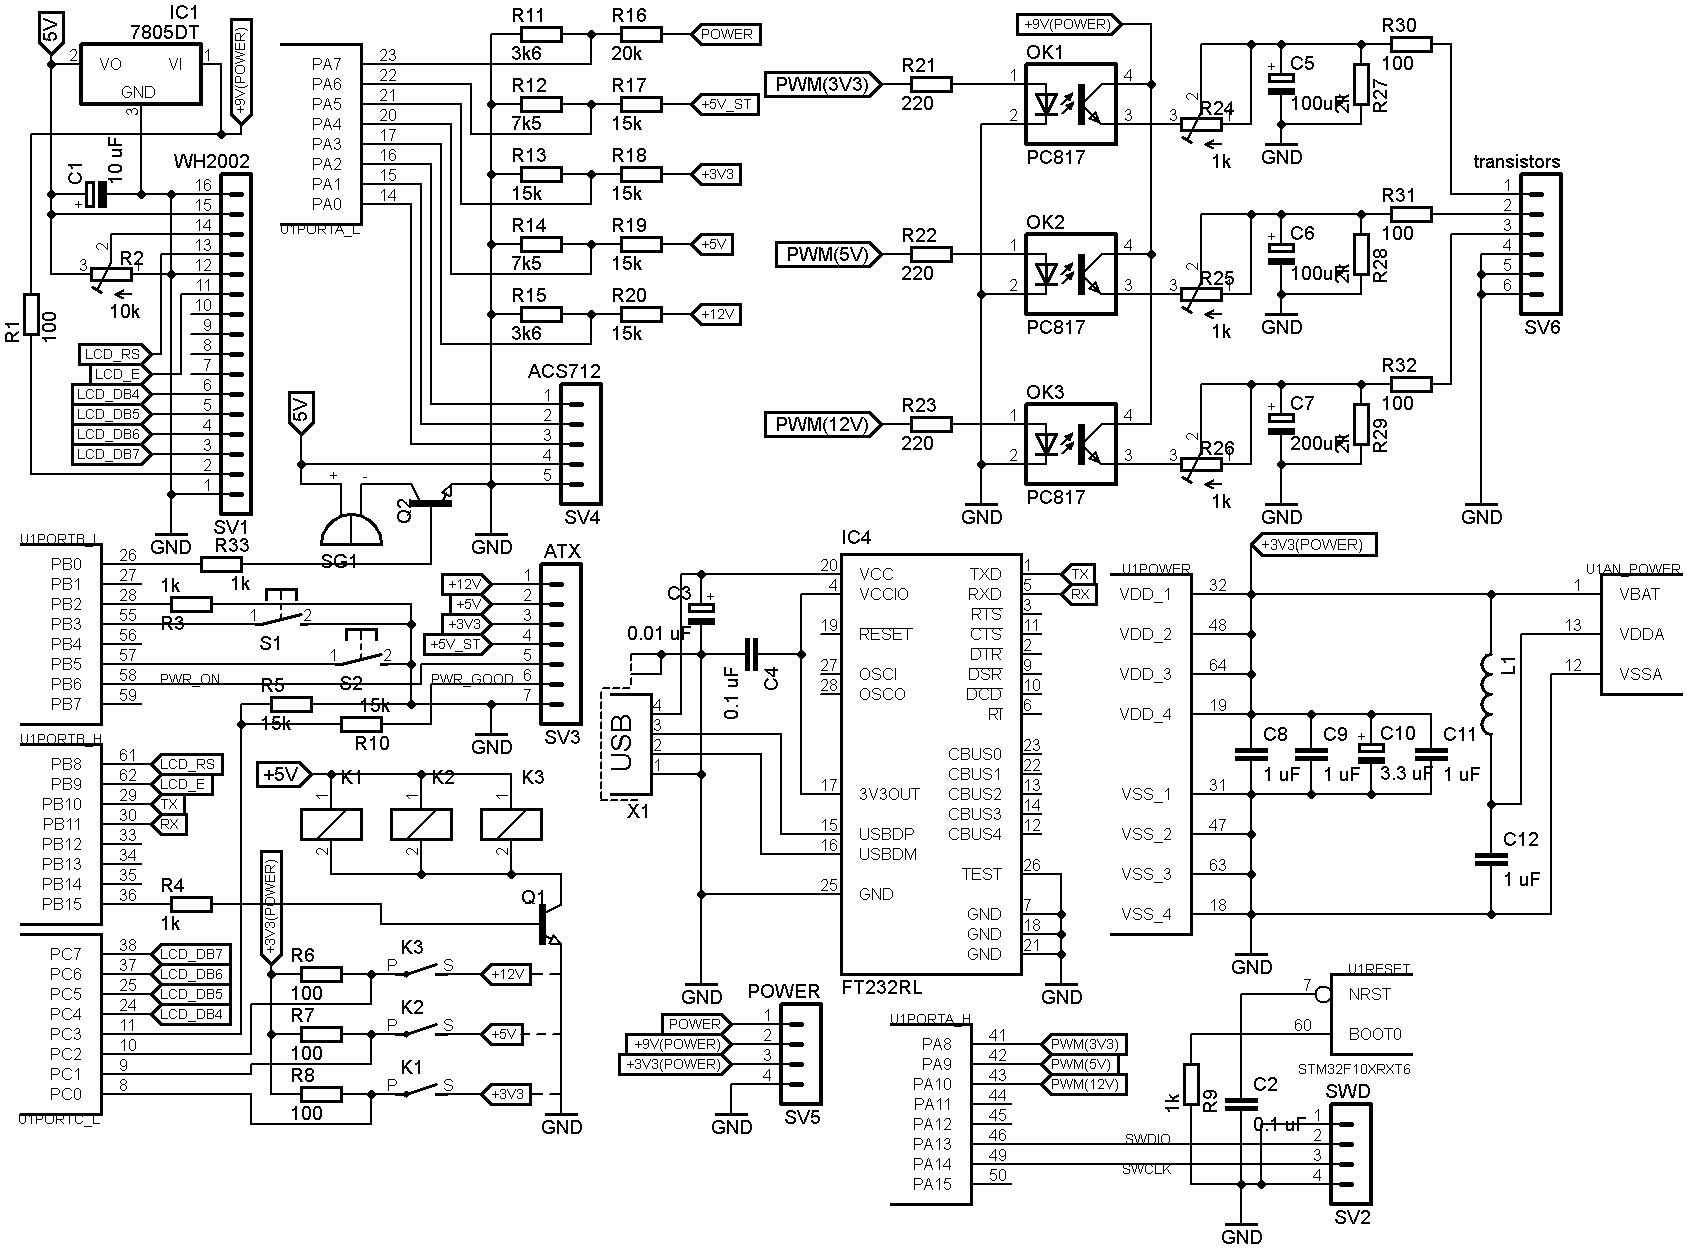 IC1
7805DT
5V
2
VO
VI
1
GND
3
+9V(POWER)
C1
+
10 uF
WH2002
16
15
14
13
12
11
10
9
8
7
6
5
4
3
2
1
SV1
GND
3
2
R2
10k
R1
100
LCD_RS
LCD_E
LCD_DB4
LCD_DB5
LCD_DB6
LCD_DB7
PA7 23
PA6 22
PA5 21
PA4 20
PA3 17
PA2 16
PA1 15
PA0 14
U1PORTA_L
R11 R16
3k6 20k
POWER
R12 R17
7k5 15k
+5V_ST
R13 R18
15k 15k
+3V3
R14 R19
7k5 15k
+5V
R15 R20
3k6 15k
+12V
ACS712
1
2
3
4
5
SV4
GND
5V
+ -
SG1
Q2
+9V(POWER)
PWM(3V3)
R21
220
OK1
1
2
4
3
PC817
3
2
R24
1
1k
+
C5
100uF
GND
2k
R27
R30
100
PWM(5V)
R22
220
OK2
1
2
4
3
PC817
3
2
R25
1
1k
+
C6
100uF
GND
2k
R28
R31
100
PWM(12V)
R23
220
OK3
1
2
4
3
PC817
GND
3
2
R26
1
1k
+
C7
200uF
GND
2k
R29
R32
100
transistors
1
2
3
4
5
6
SV6
GND
U1PORTB_L
PB0 26
PB1 27
PB2 28
PB3 55
PB4 56
PB5 57
PB6 58
PB7 59
R33
1k
1k
R3
1 2
S1
1 2
S2
PWR_ON
PWR_GOOD
R5
15k
15k
R10
GND
ATX
+12V
+5V
+3V3
+5V_ST
1
2
3
4
5
6
7
SV3
U1PORTB_H
PB8 61
PB9 62
PB10 29
PB11 30
PB12 33
PB13 34
PB14 35
PB15 36
LCD_RS
LCD_E
TX
RX
R4
1k
+5V
K1 K2 K3
1 1 1
2 2 2
Q1
+3V3(POWER)
PC7 38
PC6 37
PC5 25
PC4 24
PC3 11
PC2 10
PC1 9
PC0 8
U1PORTC_L
LCD_DB7
LCD_DB6
LCD_DB5
LCD_DB4
R6
100
K3
P S
+12V
R7
100
K2
P S
+5V
R8
100
K1
P S
+3V3
GND
IC4
20 VCC
4 VCCIO
19 RESET
27 OSCI
28 OSCO
17 3V3OUT
15 USBDP
16 USBDM
25 GND
TXD 1
RXD 5
RTS 3
CTS 11
DTR 2
DSR 9
DCD 10
RI 6
CBUS0 23
CBUS1 22
CBUS2 13
CBUS3 14
CBUS4 12
TEST 26
GND 7
GND 18
GND 21
FT232RL
TX
RX
GND
C3
+
0.01 uF
C4
0.1 uF
USB
4
3
2
1
X1
GND
POWER
POWER
+9V(POWER)
+3V3(POWER)
1
2
3
4
SV5
GND
+3V3(POWER)
U1POWER
VDD_1 32
VDD_2 48
VDD_3 64
VDD_4 19
VSS_1 31
VSS_2 47
VSS_3 63
VSS_4 18
GND
C8
1 uF
C9
1 uF
C10
+
3.3 uF
C11
1 uF
L1
C12
1 uF
U1AN_POWER
1 VBAT
13 VDDA
12 VSSA
U1PORTA_H
PA8 41
PA9 42
PA10 43
PA11 44
PA12 45
PA13 46
PA14 49
PA15 50
PWM(3V3)
PWM(5V)
PWM(12V)
SWDIO
SWCLK
U1RESET
7 NRST
60 BOOT0
STM32F10XRXT6
1k
R9
C2
0.1 uF
GND
SWD
1
2
3
4
SV2